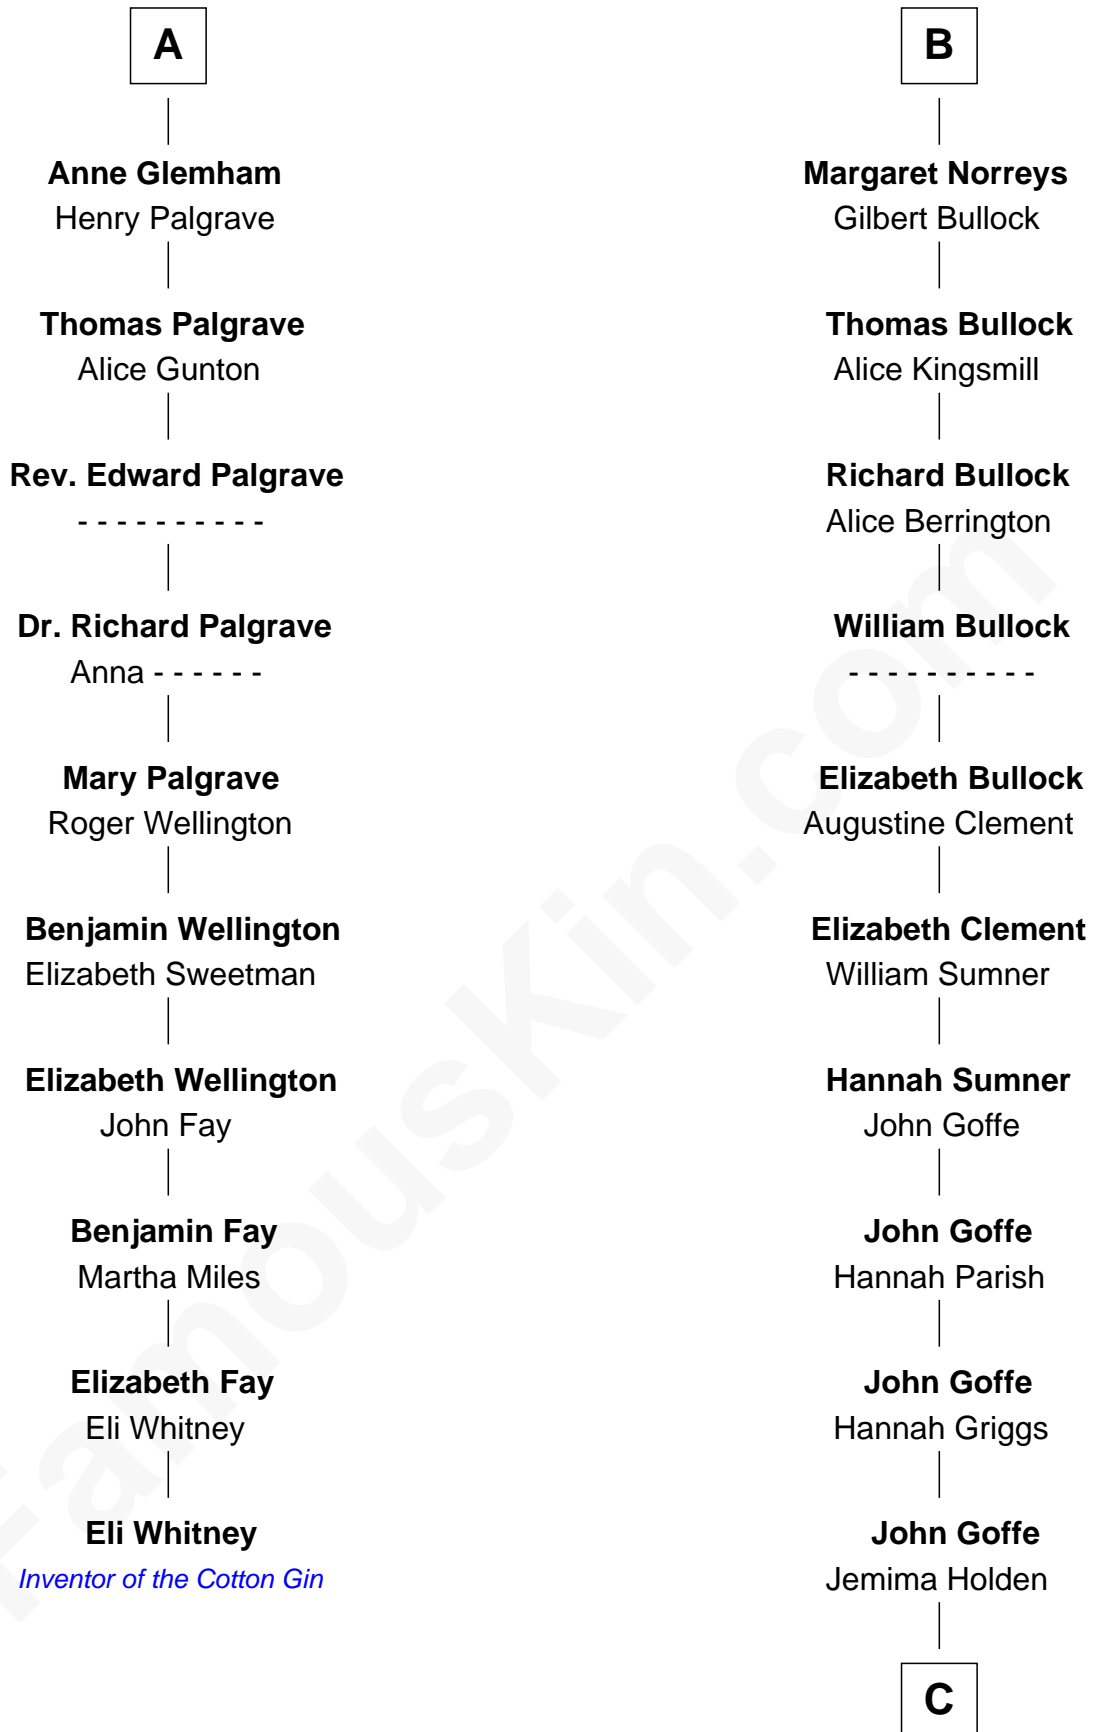 A
Anne Glemham
Henry Palgrave
Thomas Palgrave
Alice Gunton
Rev. Edward Palgrave
- - - - - - - - - -
Dr. Richard Palgrave
Anna - - - - - -
Mary Palgrave
Roger Wellington
Benjamin Wellington
Elizabeth Sweetman
Elizabeth Wellington
John Fay
Benjamin Fay
Martha Miles
Elizabeth Fay
Eli Whitney
Eli Whitney
Inventor of the Cotton Gin
B
Margaret Norreys
Gilbert Bullock
Thomas Bullock
Alice Kingsmill
Richard Bullock
Alice Berrington
William Bullock
- - - - - - - - - -
Elizabeth Bullock
Augustine Clement
Elizabeth Clement
William Sumner
Hannah Sumner
John Goffe
John Goffe
Hannah Parish
John Goffe
Hannah Griggs
John Goffe
Jemima Holden
C
FamousKin.com